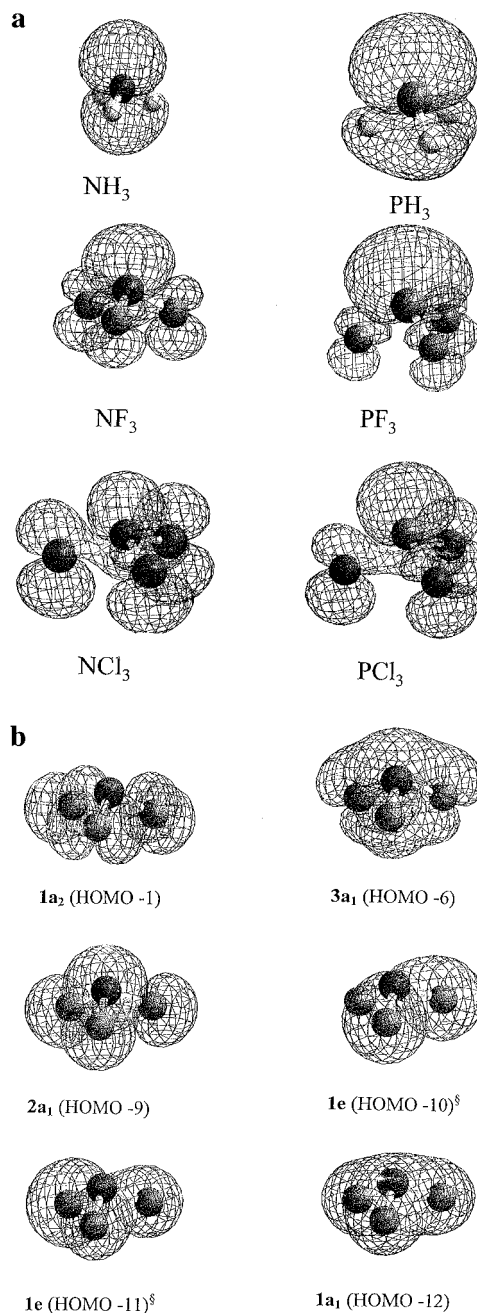 a
NH₃ PH₃
NF₃ PF₃
NCl₃ PCl₃
b
1a₂ (HOMO -1) 3a₁ (HOMO -6)
2a₁ (HOMO -9) 1e (HOMO -10)§
1e (HOMO -11)§ 1a₁ (HOMO -12)